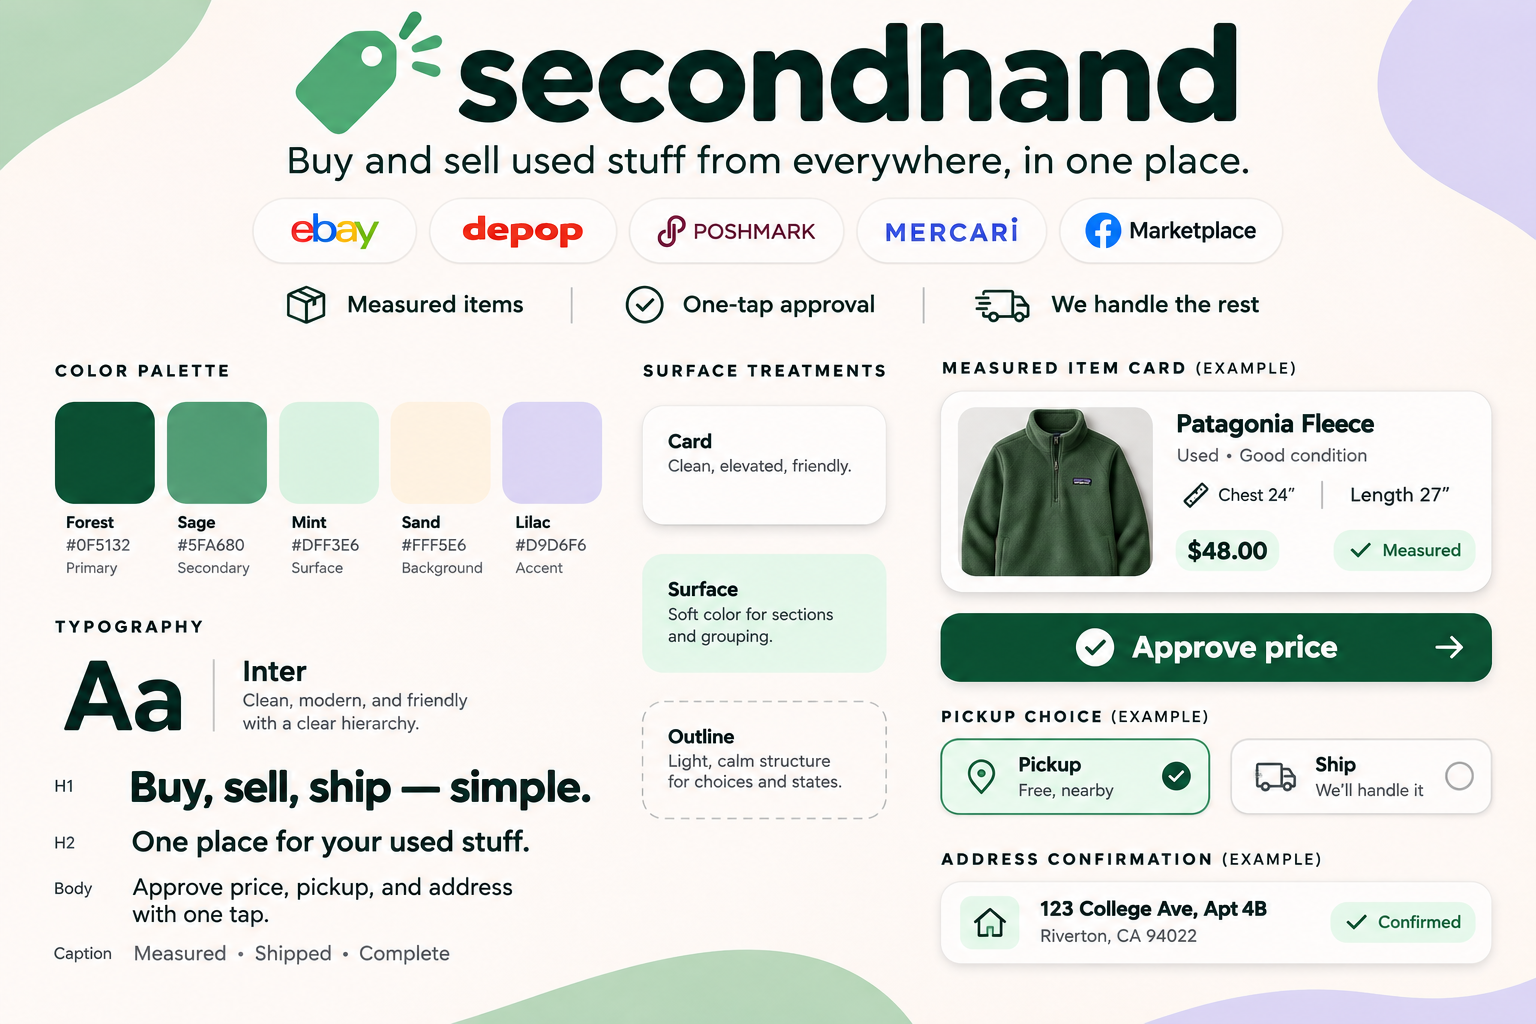 secondhand
Buy and sell used stuff from everywhere, in one place.
ebay
depop
POSHMARK
MERCARI
Marketplace
Measured items
One-tap approval
We handle the rest
COLOR PALETTE
Forest
#0F5132
Primary
Sage
#5FA680
Secondary
Mint
#DFF3E6
Surface
Sand
#FFF5E6
Background
Lilac
#D9D6F6
Accent
TYPOGRAPHY
Aa
Inter
Clean, modern, and friendly
with a clear hierarchy.
H1
Buy, sell, ship — simple.
H2
One place for your used stuff.
Body
Approve price, pickup, and address
with one tap.
Caption
Measured • Shipped • Complete
SURFACE TREATMENTS
Card
Clean, elevated, friendly.
Surface
Soft color for sections
and grouping.
Outline
Light, calm structure
for choices and states.
MEASURED ITEM CARD (EXAMPLE)
Patagonia Fleece
Used • Good condition
Chest 24”
Length 27”
$48.00
Measured
Approve price
PICKUP CHOICE (EXAMPLE)
Pickup
Free, nearby
Ship
We’ll handle it
ADDRESS CONFIRMATION (EXAMPLE)
123 College Ave, Apt 4B
Riverton, CA 94022
Confirmed